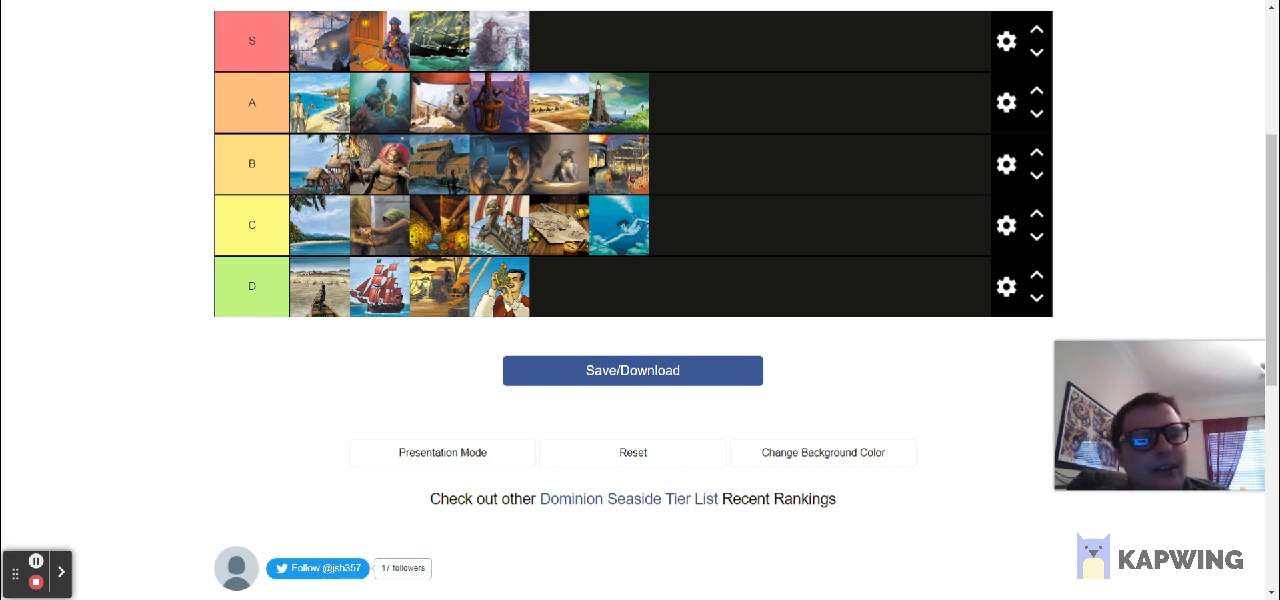 S
A
B
C
D
Save/Download
Presentation Mode
Reset
Change Background Color
Check out other Dominion Seaside Tier List Recent Rankings
Follow @jsh357
17 followers
KAPWING